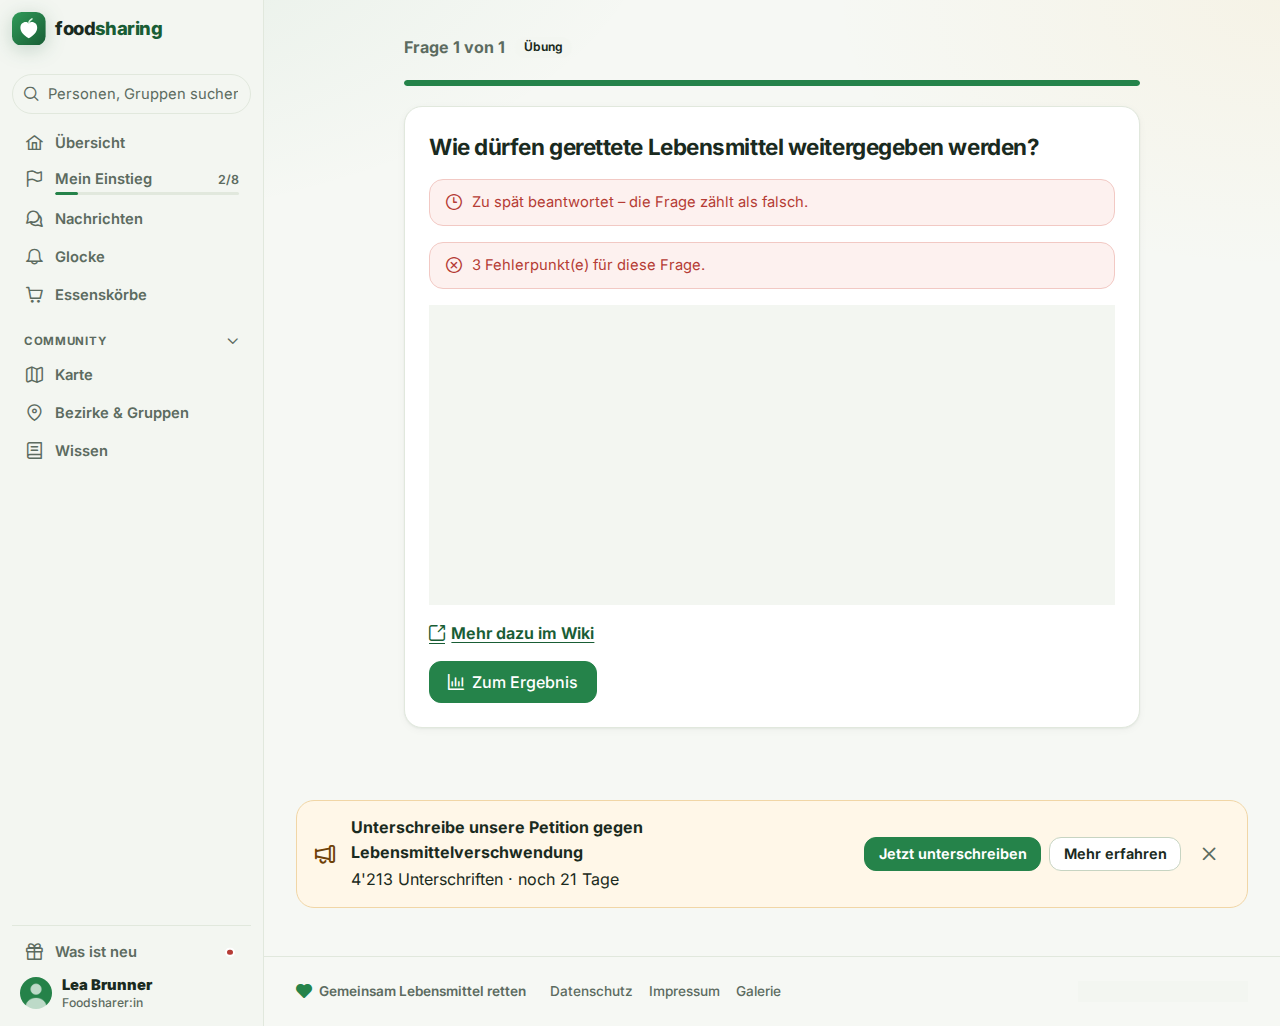 foodsharing
Personen, Gruppen sucher
Übersicht
Mein Einstieg 2/8
Nachrichten
Glocke
Essenskörbe
COMMUNITY
Karte
Bezirke & Gruppen
Wissen
Was ist neu
Lea Brunner
Foodsharer:in
Frage 1 von 1 Übung
Wie dürfen gerettete Lebensmittel weitergegeben werden?
Zu spät beantwortet – die Frage zählt als falsch.
3 Fehlerpunkt(e) für diese Frage.
Mehr dazu im Wiki
Zum Ergebnis
Unterschreibe unsere Petition gegen
Lebensmittelverschwendung
4'213 Unterschriften · noch 21 Tage
Jetzt unterschreiben
Mehr erfahren
Gemeinsam Lebensmittel retten Datenschutz Impressum Galerie